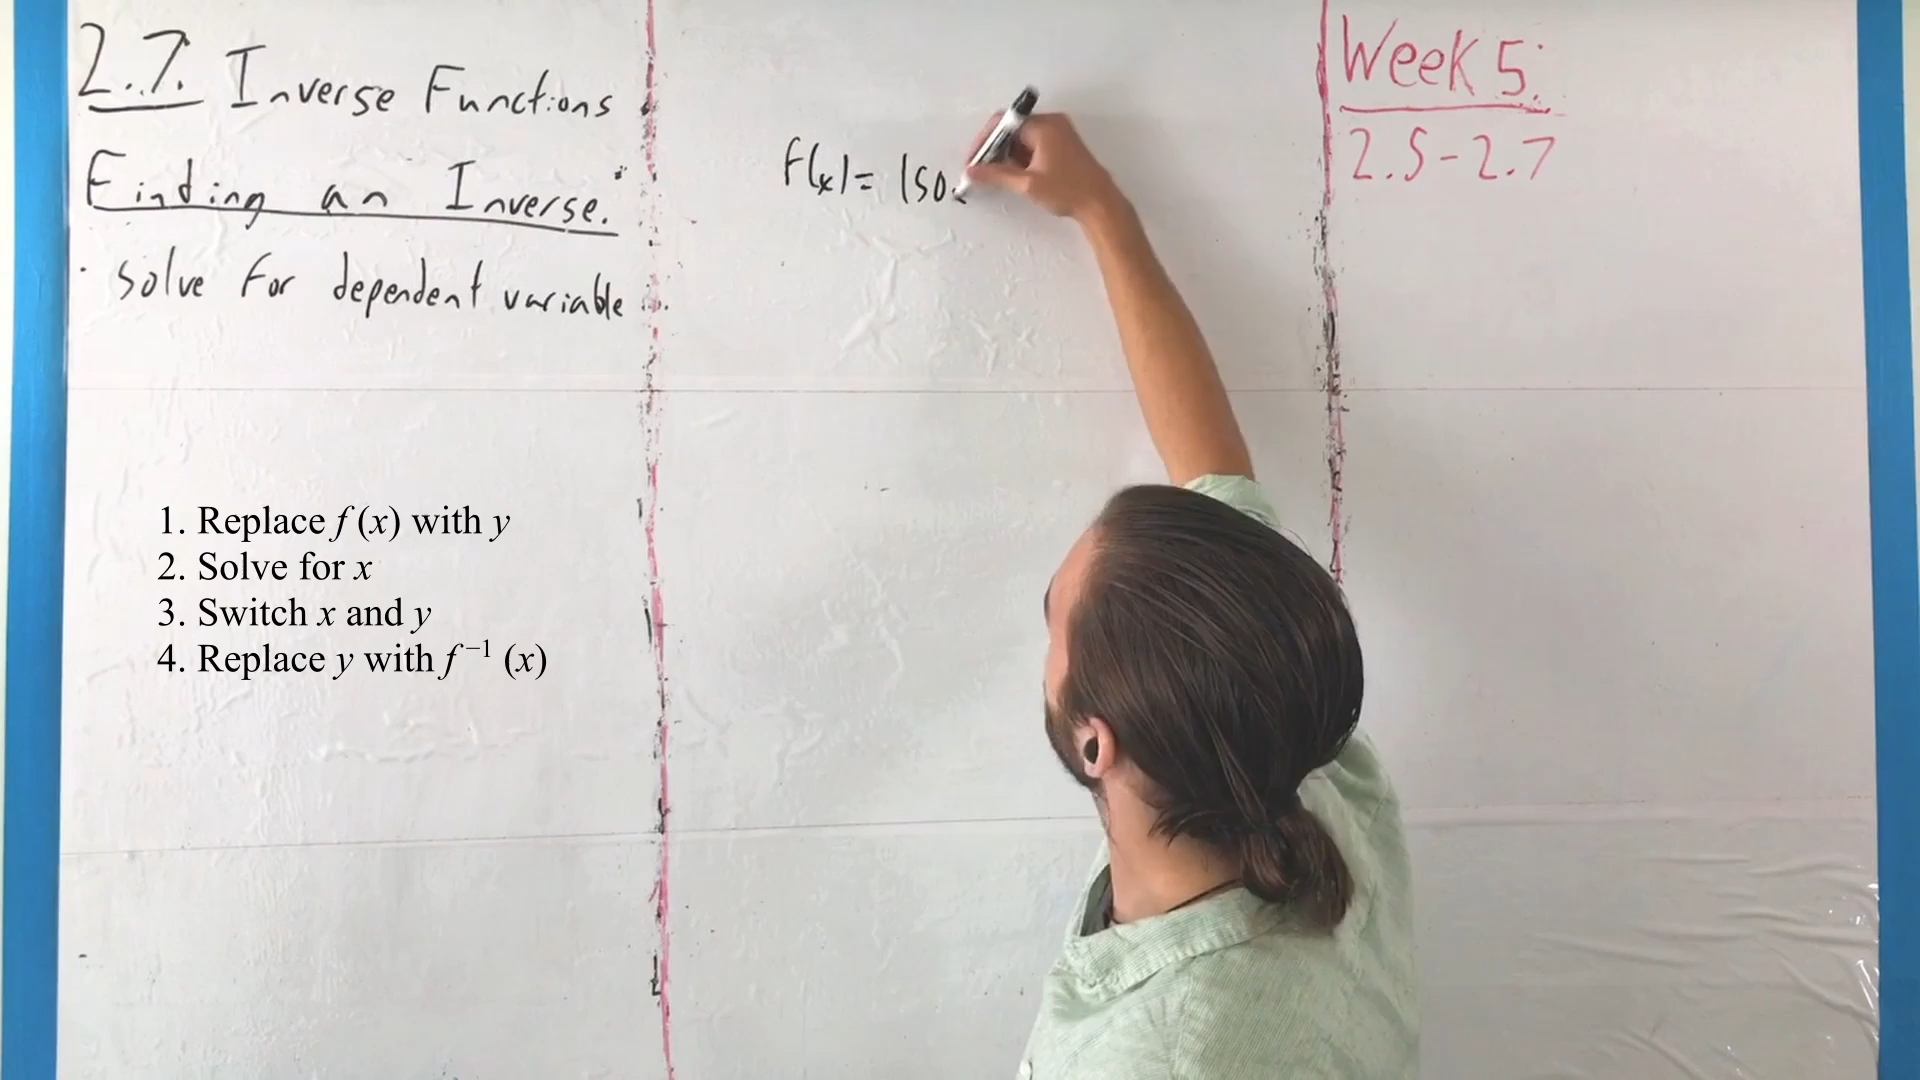 2.7. Inverse Functions
Finding an Inverse.
· solve for dependent variable
1. Replace f (x) with y
2. Solve for x
3. Switch x and y
4. Replace y with f⁻¹ (x)
f(x) = 150
Week 5:
2.5-2.7